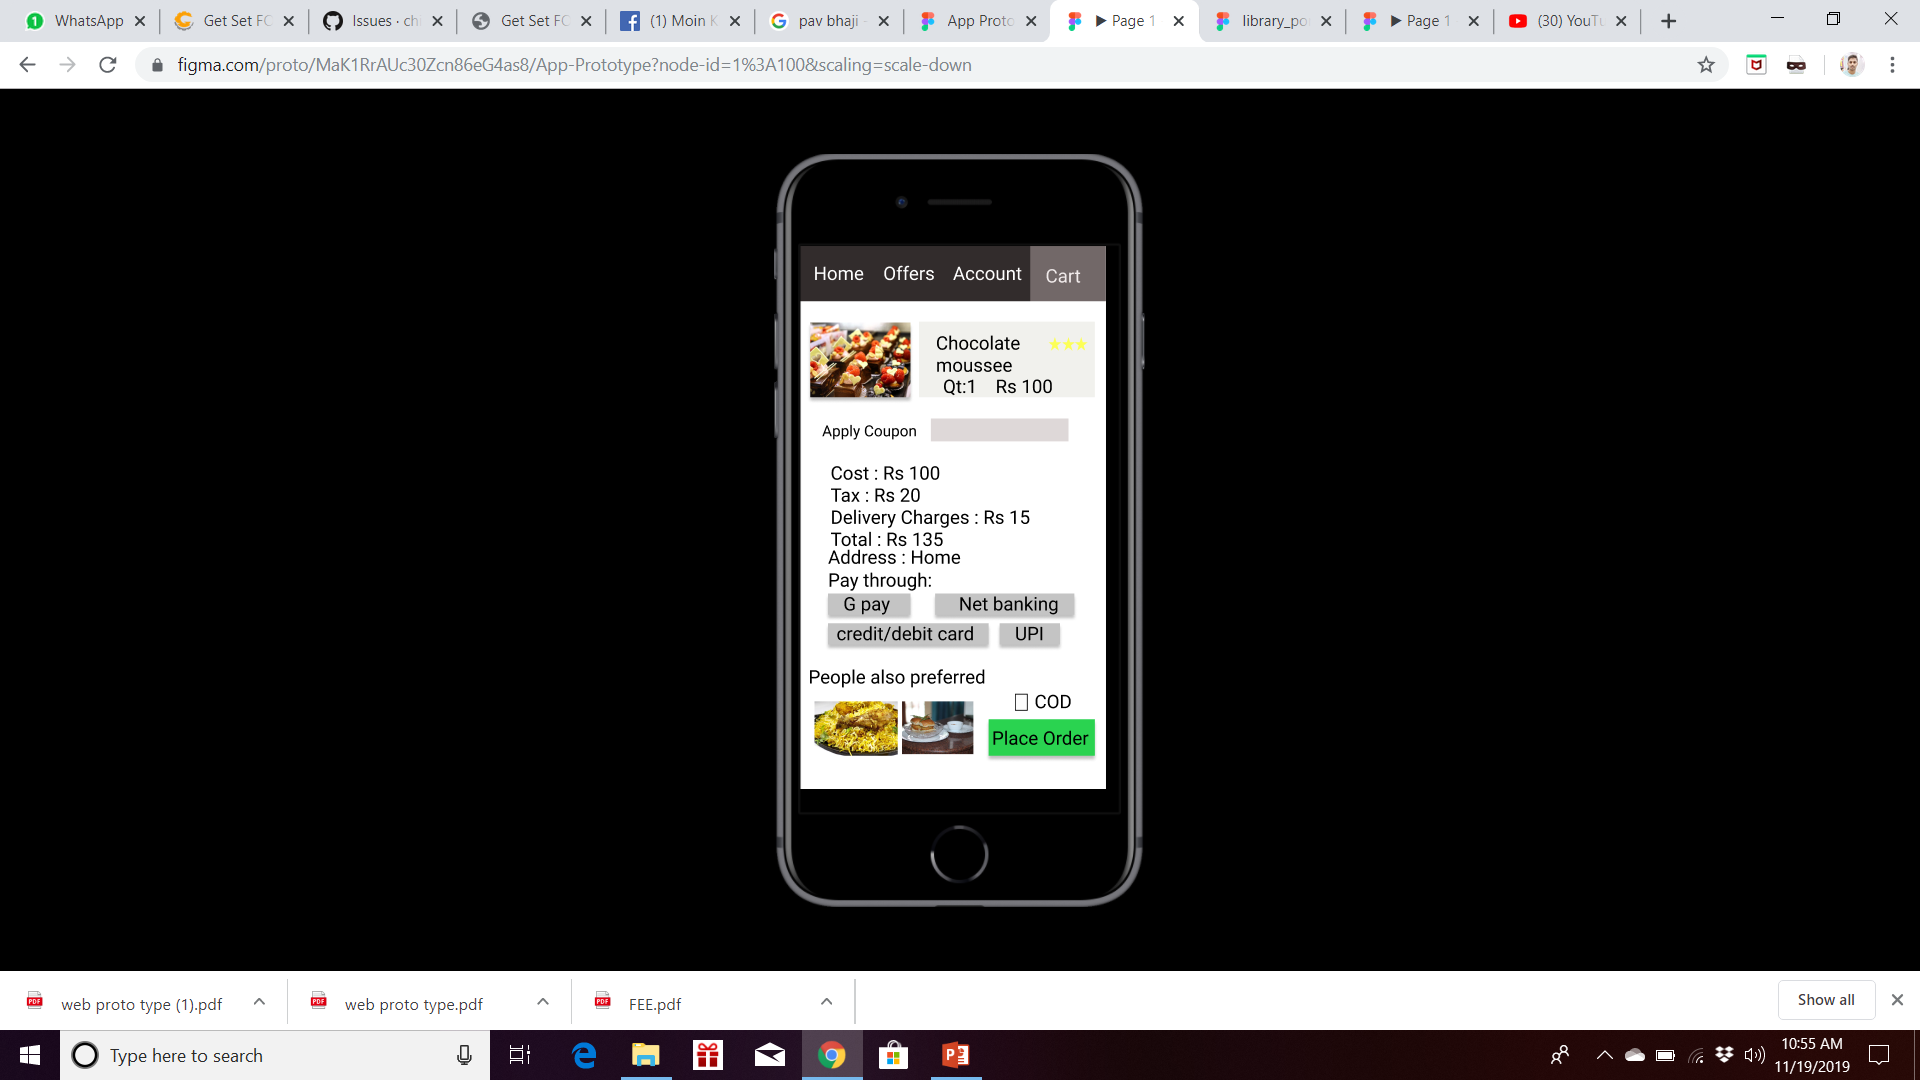 WhatsApp
Get Set FO
Issues · ch
Get Set FO
(1) Moin K
pav bhaji -
App Proto
▶ Page 1
library_po
▶ Page 1
(30) YouTu
figma.com/proto/MaK1RrAUc30Zcn86eG4as8/App-Prototype?node-id=1%3A100&scaling=scale-down
Home Offers Account Cart
Chocolate ★★★
moussee
Qt:1 Rs 100
Apply Coupon
Cost : Rs 100
Tax : Rs 20
Delivery Charges : Rs 15
Total : Rs 135
Address : Home
Pay through:
G pay Net banking
credit/debit card UPI
People also preferred
COD
Place Order
web proto type (1).pdf
web proto type.pdf
FEE.pdf
Show all
Type here to search
10:55 AM
11/19/2019